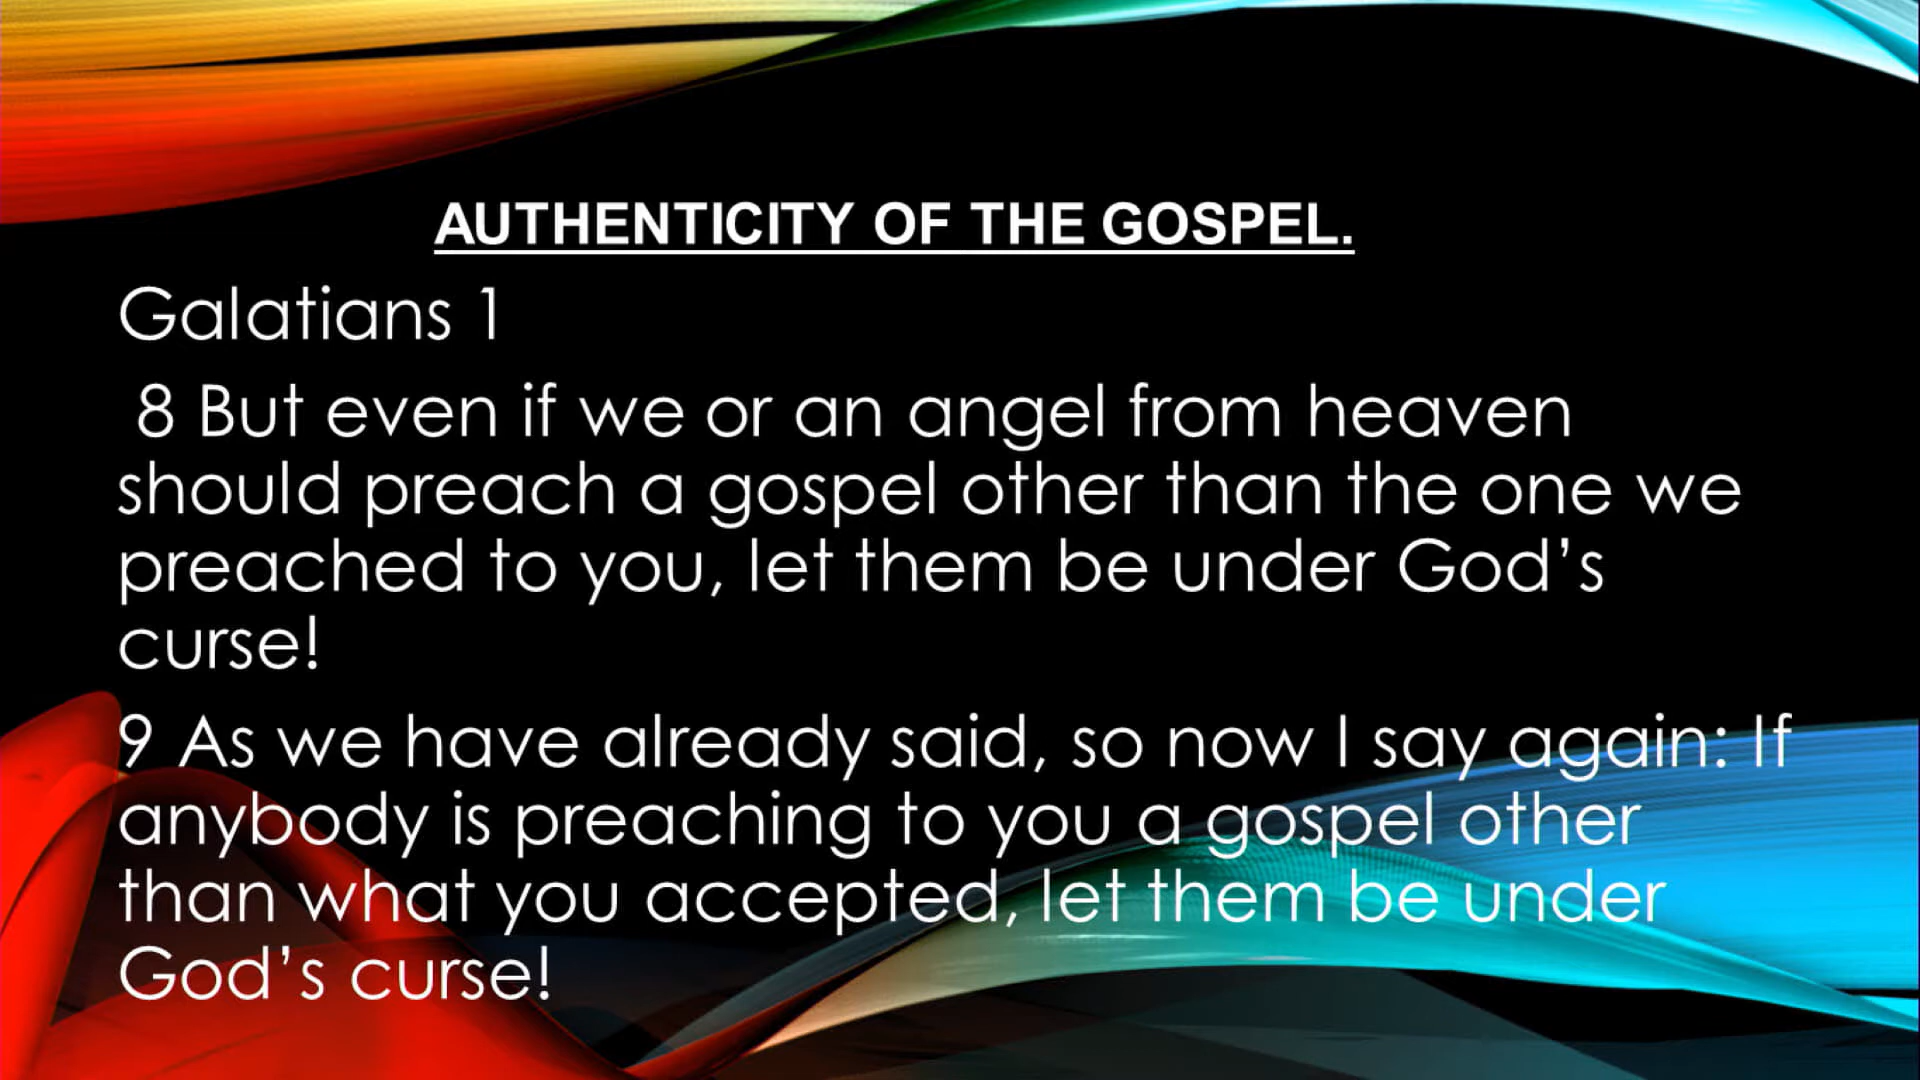 AUTHENTICITY OF THE GOSPEL.
Galatians 1
8 But even if we or an angel from heaven
should preach a gospel other than the one we
preached to you, let them be under God’s
curse!
9 As we have already said, so now I say again: If
anybody is preaching to you a gospel other
than what you accepted, let them be under
God’s curse!